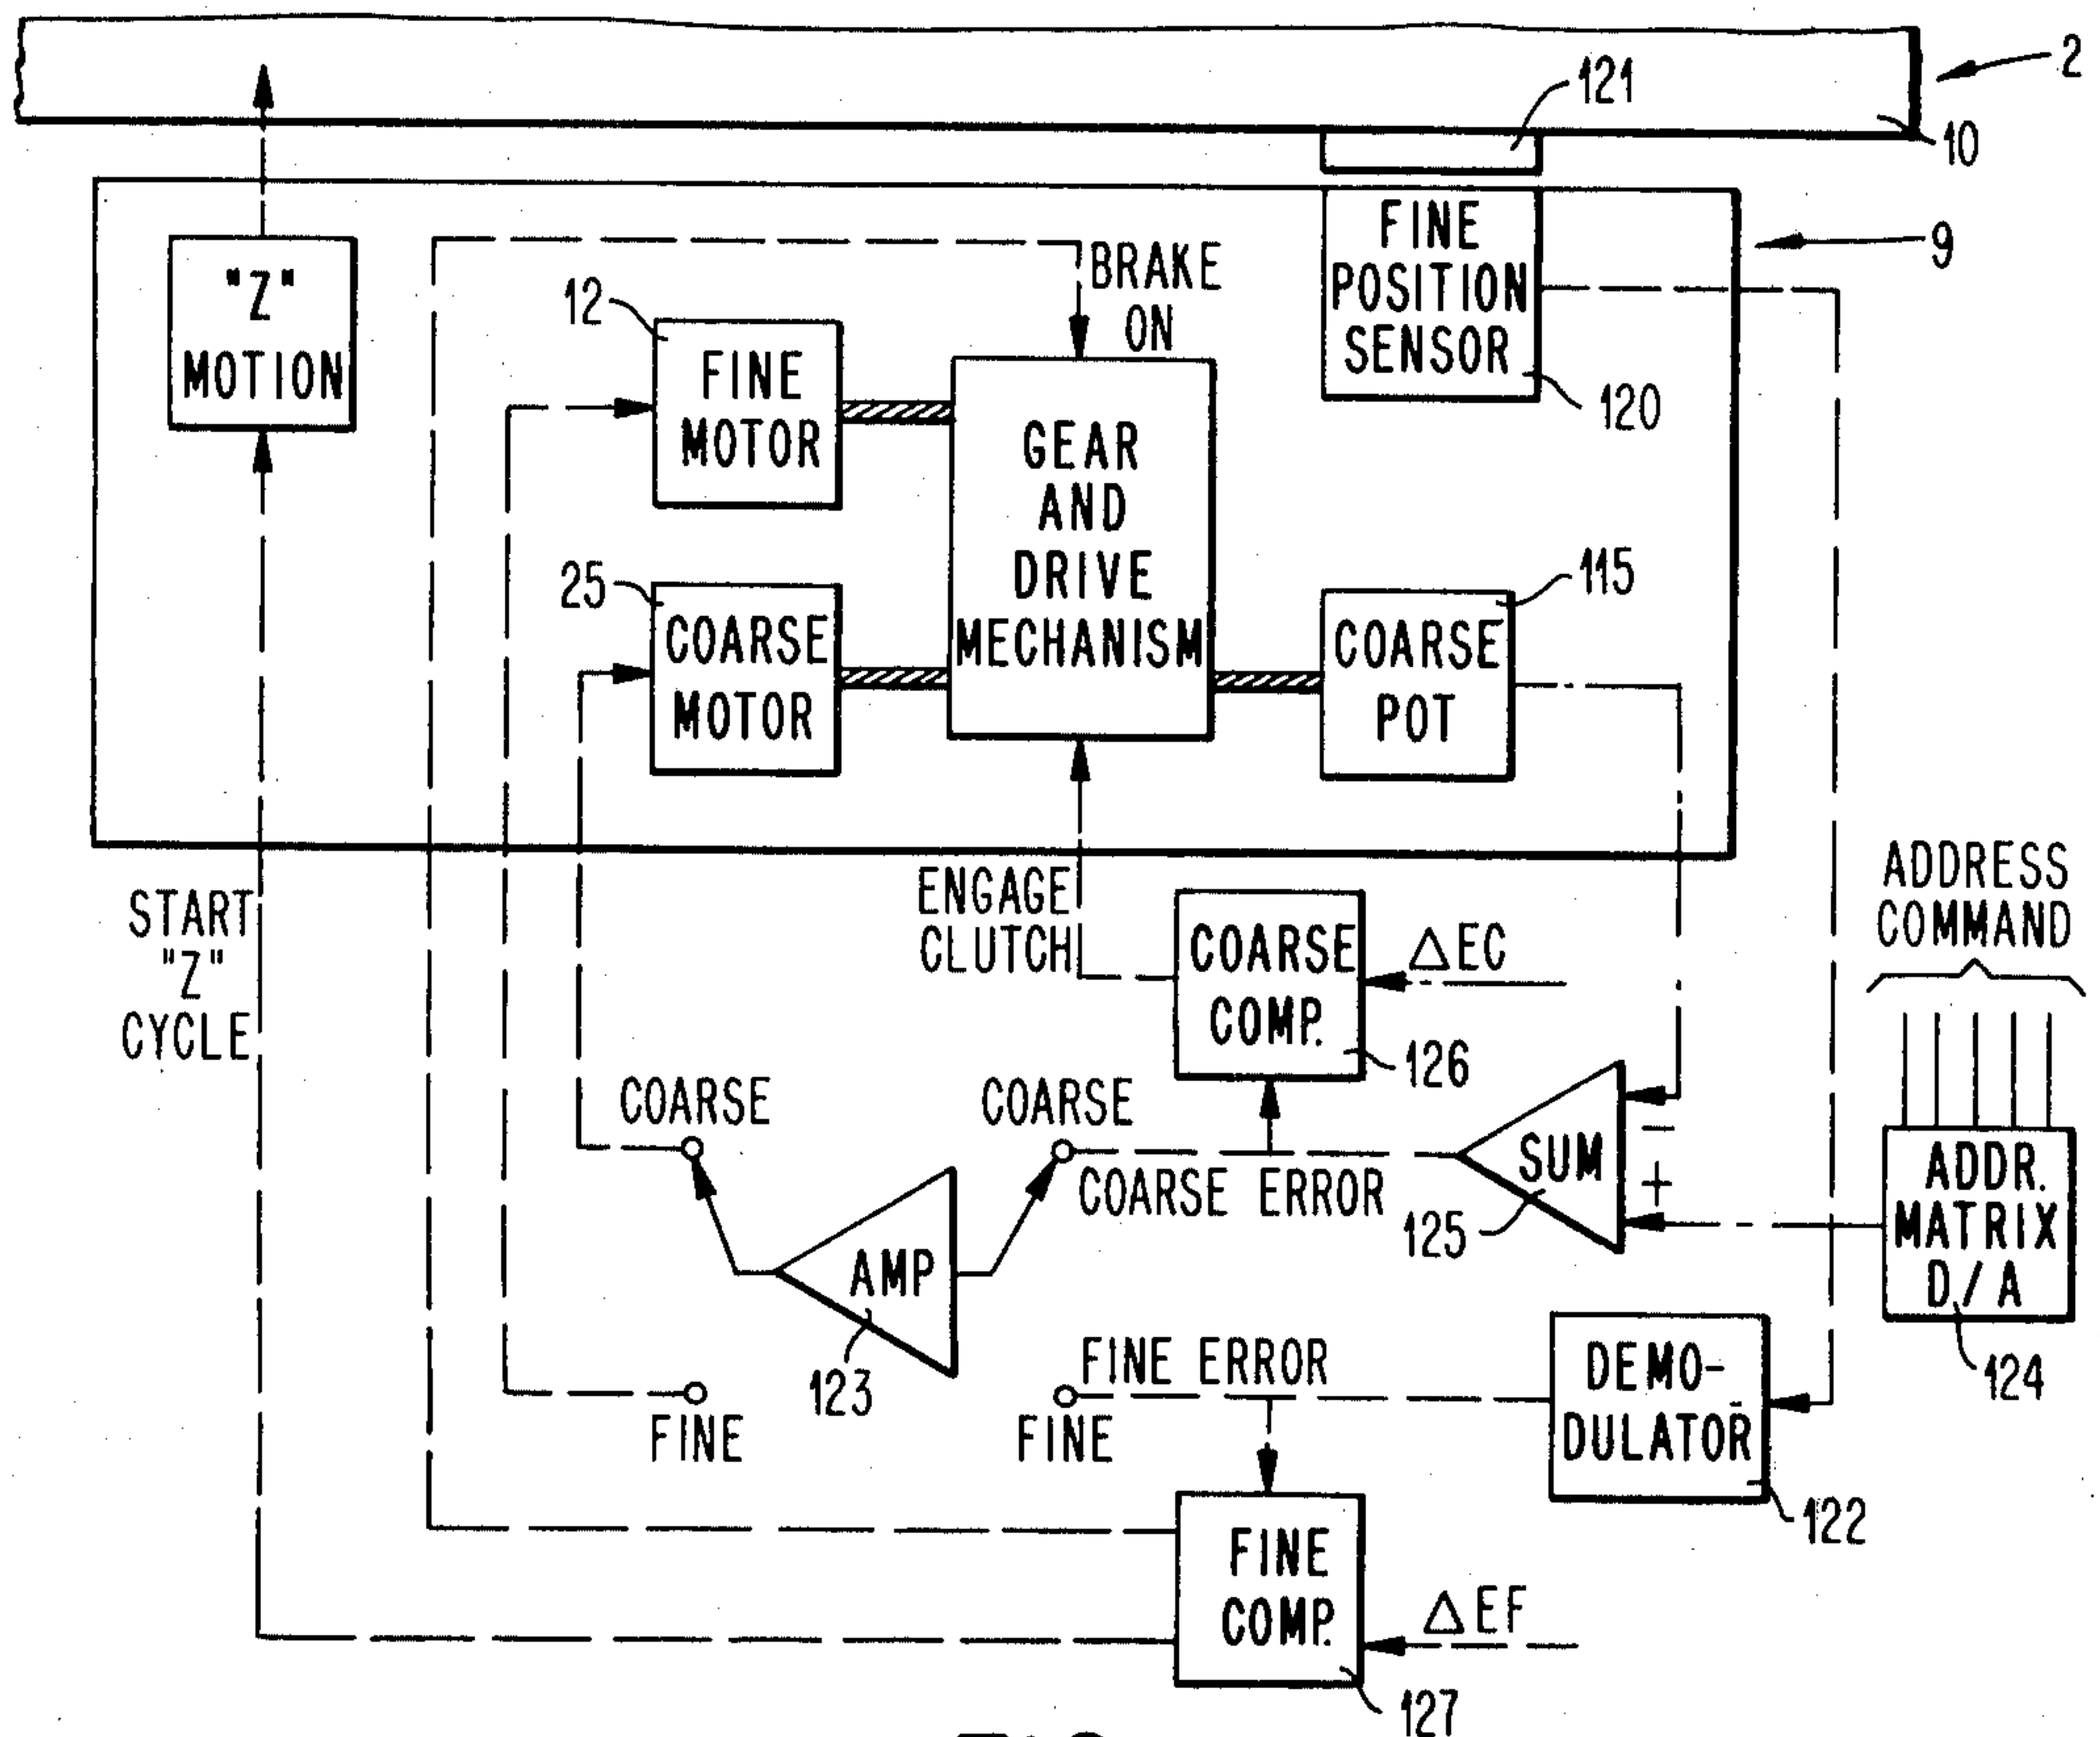 2
121
10
"Z"
MOTION
9
FINE
POSITION
SENSOR
120
BRAKE
ON
12
FINE
MOTOR
GEAR
AND
DRIVE
MECHANISM
25
COARSE
MOTOR
115
COARSE
POT
START
"Z"
CYCLE
ENGAGE
CLUTCH
COARSE
COMP.
126
ΔEC
ADDRESS
COMMAND
COARSE
COARSE
COARSE ERROR
SUM
−
+
125
ADDR.
MATRIX
D/A
124
AMP
123
FINE
FINE
FINE ERROR
DEMO-
DULATOR
122
FINE
COMP.
127
ΔEF